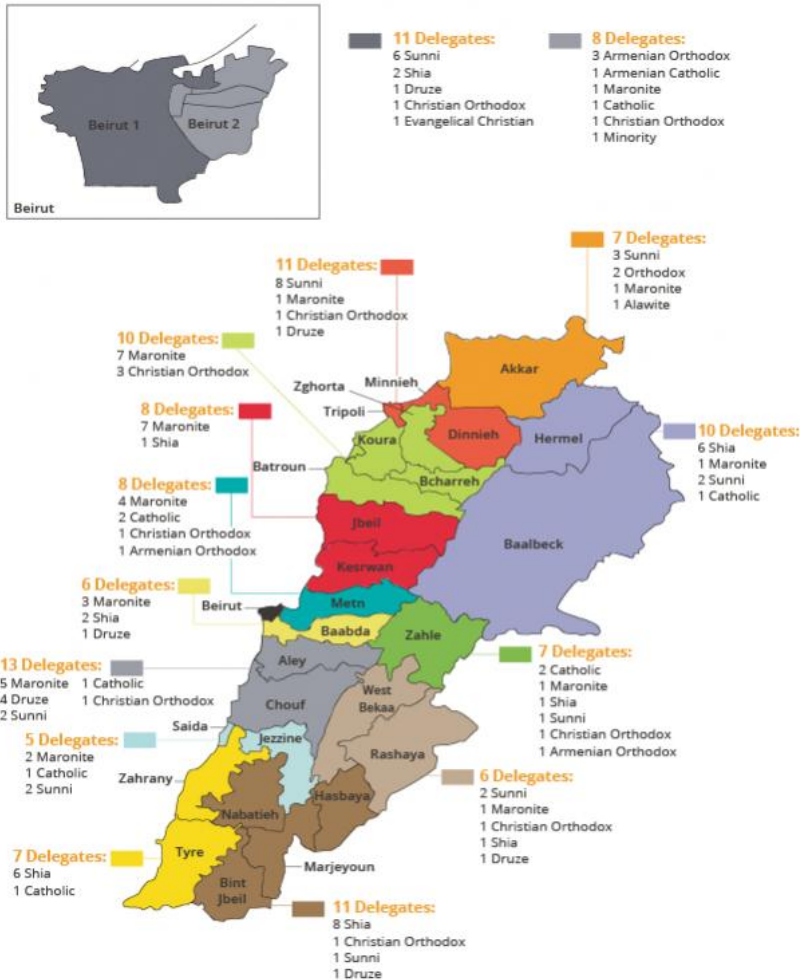 Beirut 1
Beirut 2
Beirut
11 Delegates:
6 Sunni
2 Shia
1 Druze
1 Christian Orthodox
1 Evangelical Christian
8 Delegates:
3 Armenian Orthodox
1 Armenian Catholic
1 Maronite
1 Catholic
1 Christian Orthodox
1 Minority
7 Delegates:
3 Sunni
2 Orthodox
1 Maronite
1 Alawite
11 Delegates:
8 Sunni
1 Maronite
1 Christian Orthodox
1 Druze
10 Delegates:
7 Maronite
3 Christian Orthodox
8 Delegates:
7 Maronite
1 Shia
8 Delegates:
4 Maronite
2 Catholic
1 Christian Orthodox
1 Armenian Orthodox
6 Delegates:
3 Maronite
2 Shia
1 Druze
13 Delegates:
5 Maronite 1 Catholic
4 Druze 1 Christian Orthodox
2 Sunni
5 Delegates:
2 Maronite
1 Catholic
2 Sunni
7 Delegates:
6 Shia
1 Catholic
10 Delegates:
6 Shia
1 Maronite
2 Sunni
1 Catholic
7 Delegates:
2 Catholic
1 Maronite
1 Shia
1 Sunni
1 Christian Orthodox
1 Armenian Orthodox
6 Delegates:
2 Sunni
1 Maronite
1 Christian Orthodox
1 Shia
1 Druze
11 Delegates:
8 Shia
1 Christian Orthodox
1 Sunni
1 Druze
Akkar
Minnieh
Zghorta
Tripoli
Koura
Dinnieh
Hermel
Batroun
Bcharreh
Jbeil
Baalbeck
Kesrwan
Beirut
Metn
Baabda
Zahle
Aley
Chouf
West
Bekaa
Saida
Jezzine
Rashaya
Zahrany
Hasbaya
Nabatieh
Tyre
Marjeyoun
Bint
Jbeil